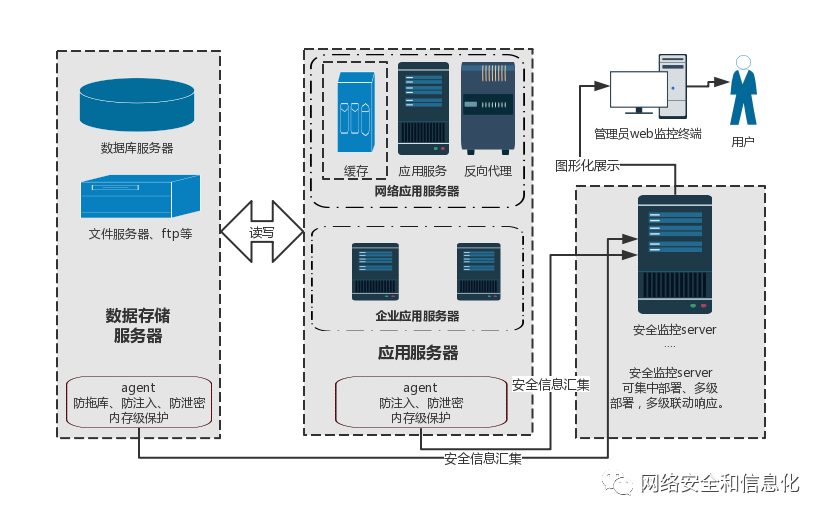 数据库服务器
文件服务器、ftp等
数据存储
服务器
agent
防拖库、防注入、防泄密
内存级保护
读写
缓存
应用服务
反向代理
网络应用服务器
企业应用服务器
应用服务器
agent
防注入、防泄密
内存级保护
安全信息汇集
安全信息汇集
管理员web监控终端
用户
图形化展示
安全监控server
....
安全监控server
可集中部署、多级
部署，多级联动响应。
网络安全和信息化